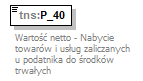 tns:P_40
Wartość netto - Nabycie
towarów i usług zaliczanych
u podatnika do środków
trwałych